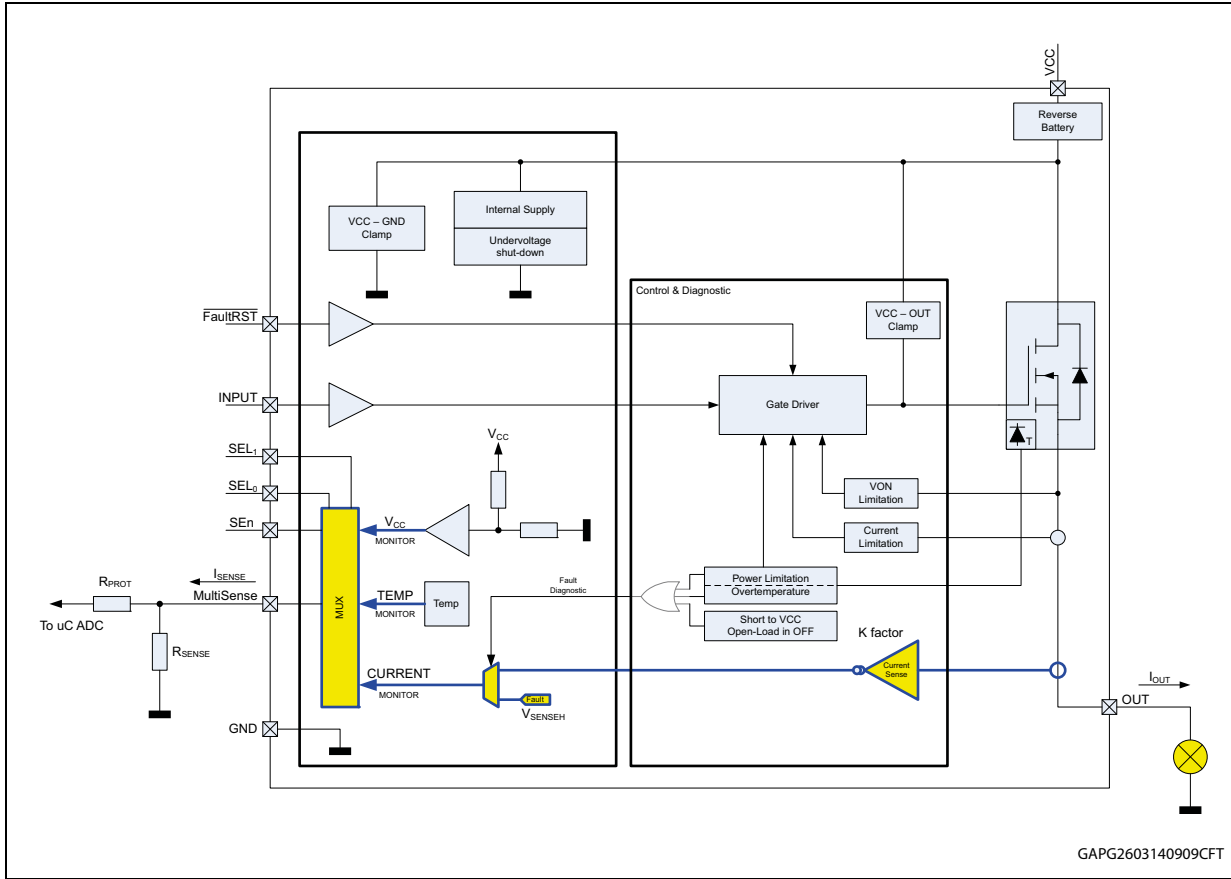 VCC
Reverse
Battery
Internal Supply
VCC – GND
Clamp
Undervoltage
shut-down
Control & Diagnostic
FaultRST
VCC – OUT
Clamp
INPUT
Gate Driver
T
VCC
SEL1
SEL0
VON
Limitation
SEn
VCC
MONITOR
Current
Limitation
ISENSE
RPROT
MultiSense
TEMP
MONITOR
Temp
Fault
Diagnostic
Power Limitation
Overtemperature
To uC ADC
MUX
Short to VCC
Open-Load in OFF
RSENSE
K factor
CURRENT
MONITOR
Current
Sense
Fault
VSENSEH
IOUT
OUT
GND
GAPG2603140909CFT